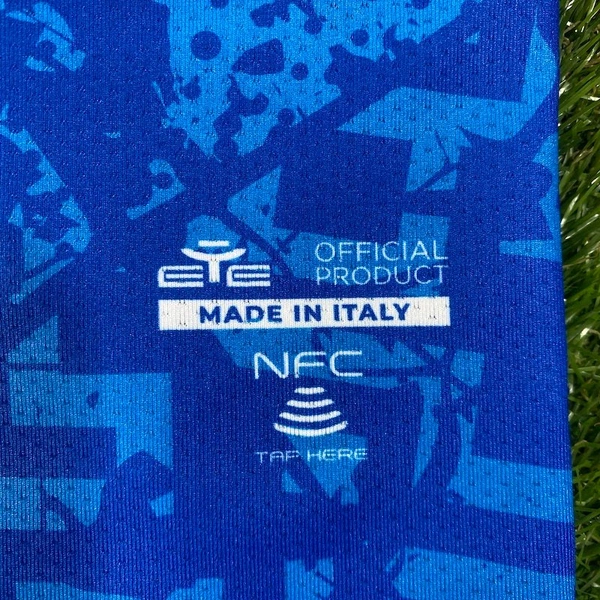 EYE
OFFICIAL
PRODUCT
MADE IN ITALY
NFC
TAP HERE